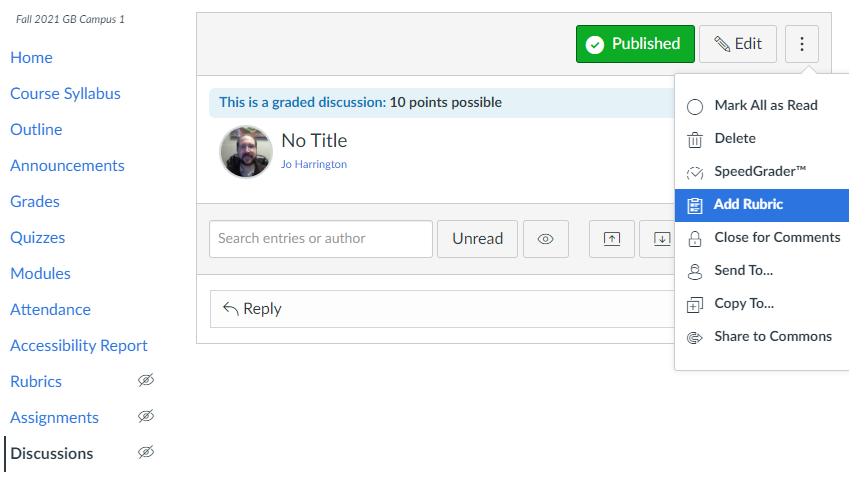 Fall 2021 GB Campus 1
Home
Course Syllabus
Outline
Announcements
Grades
Quizzes
Modules
Attendance
Accessibility Report
Rubrics
Assignments
Discussions
Published
Edit
This is a graded discussion: 10 points possible
No Title
Jo Harrington
Search entries or author
Unread
Reply
Mark All as Read
Delete
SpeedGrader™
Add Rubric
Close for Comments
Send To...
Copy To...
Share to Commons